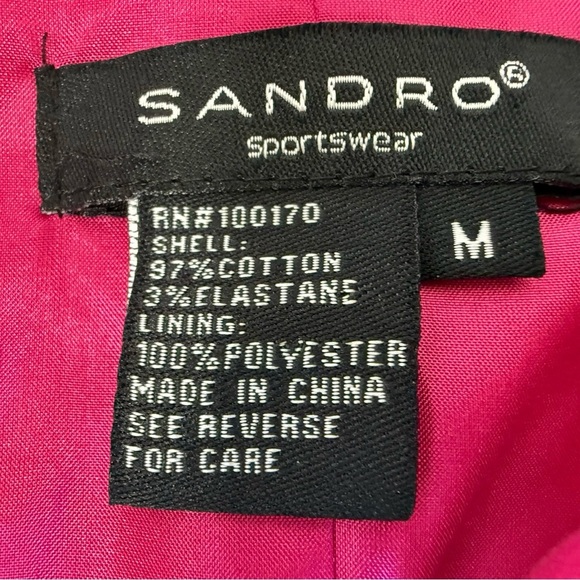 SANDRO®
sportswear
M
RN#100170
SHELL:
97%COTTON
3%ELASTANE
LINING:
100%POLYESTER
MADE IN CHINA
SEE REVERSE
FOR CARE